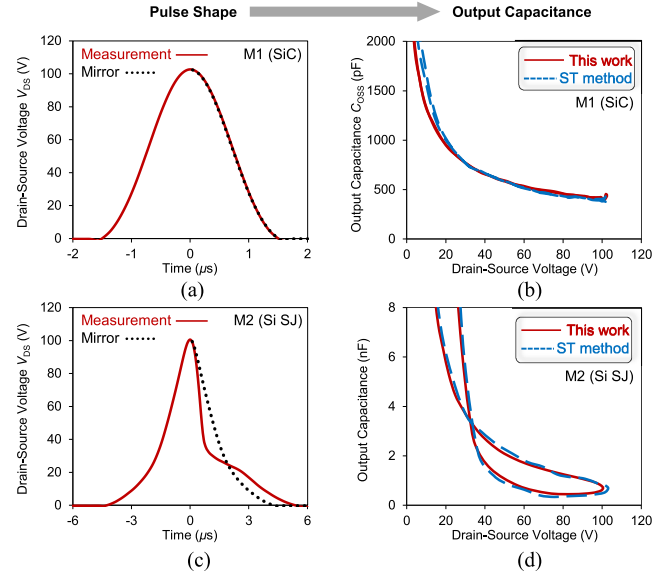 Pulse Shape
Output Capacitance
Measurement
Mirror
M1 (SiC)
Drain-Source Voltage V_DS (V)
120
100
80
60
40
20
0
-2
-1
0
1
2
Time (μs)
(a)
This work
ST method
M1 (SiC)
Output Capacitance C_OSS (pF)
2000
1500
1000
500
0
0
20
40
60
80
100
120
Drain-Source Voltage (V)
(b)
Measurement
Mirror
M2 (Si SJ)
Drain-Source Voltage V_DS (V)
120
100
80
60
40
20
0
-6
-3
0
3
6
Time (μs)
(c)
This work
ST method
M2 (Si SJ)
Output Capacitance (nF)
8
6
4
2
0
0
20
40
60
80
100
120
Drain-Source Voltage (V)
(d)